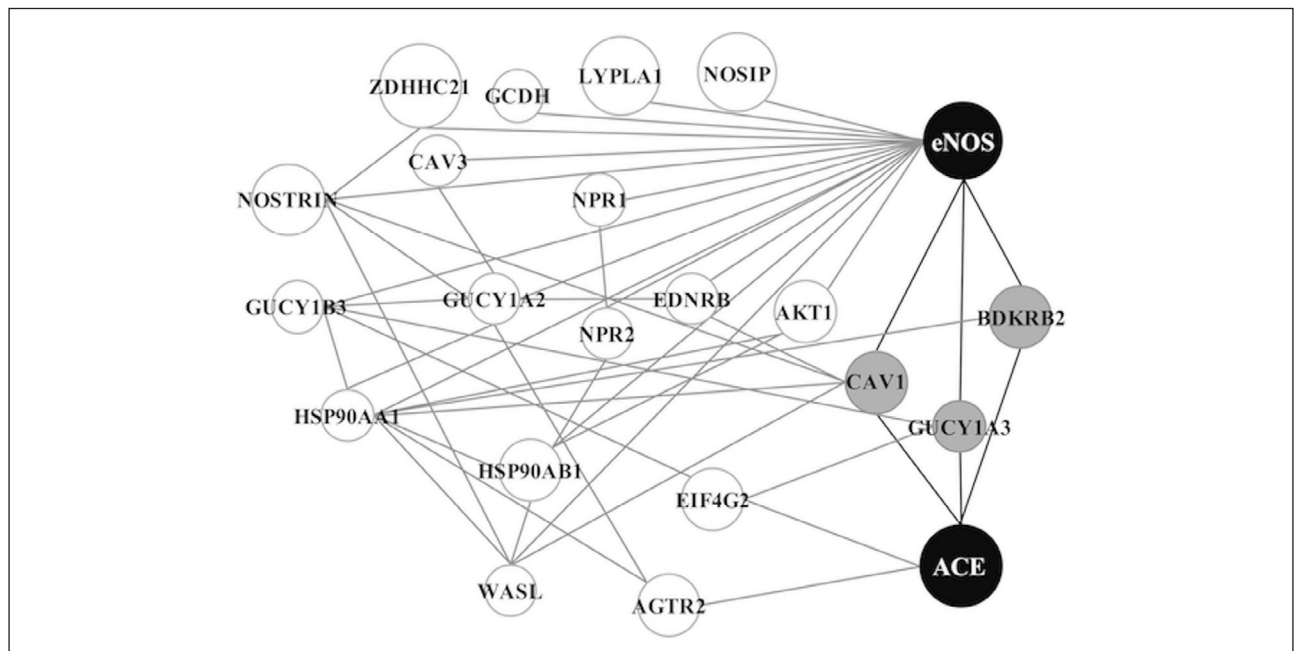 ZDHHC21
GCDH
LYPLA1
NOSIP
eNOS
CAV3
NOSTRIN
NPR1
GUCY1B3
GUCY1A2
EDNRB
AKT1
BDKRB2
NPR2
CAV1
HSP90AA1
GUCY1A3
HSP90AB1
EIF4G2
WASL
AGTR2
ACE